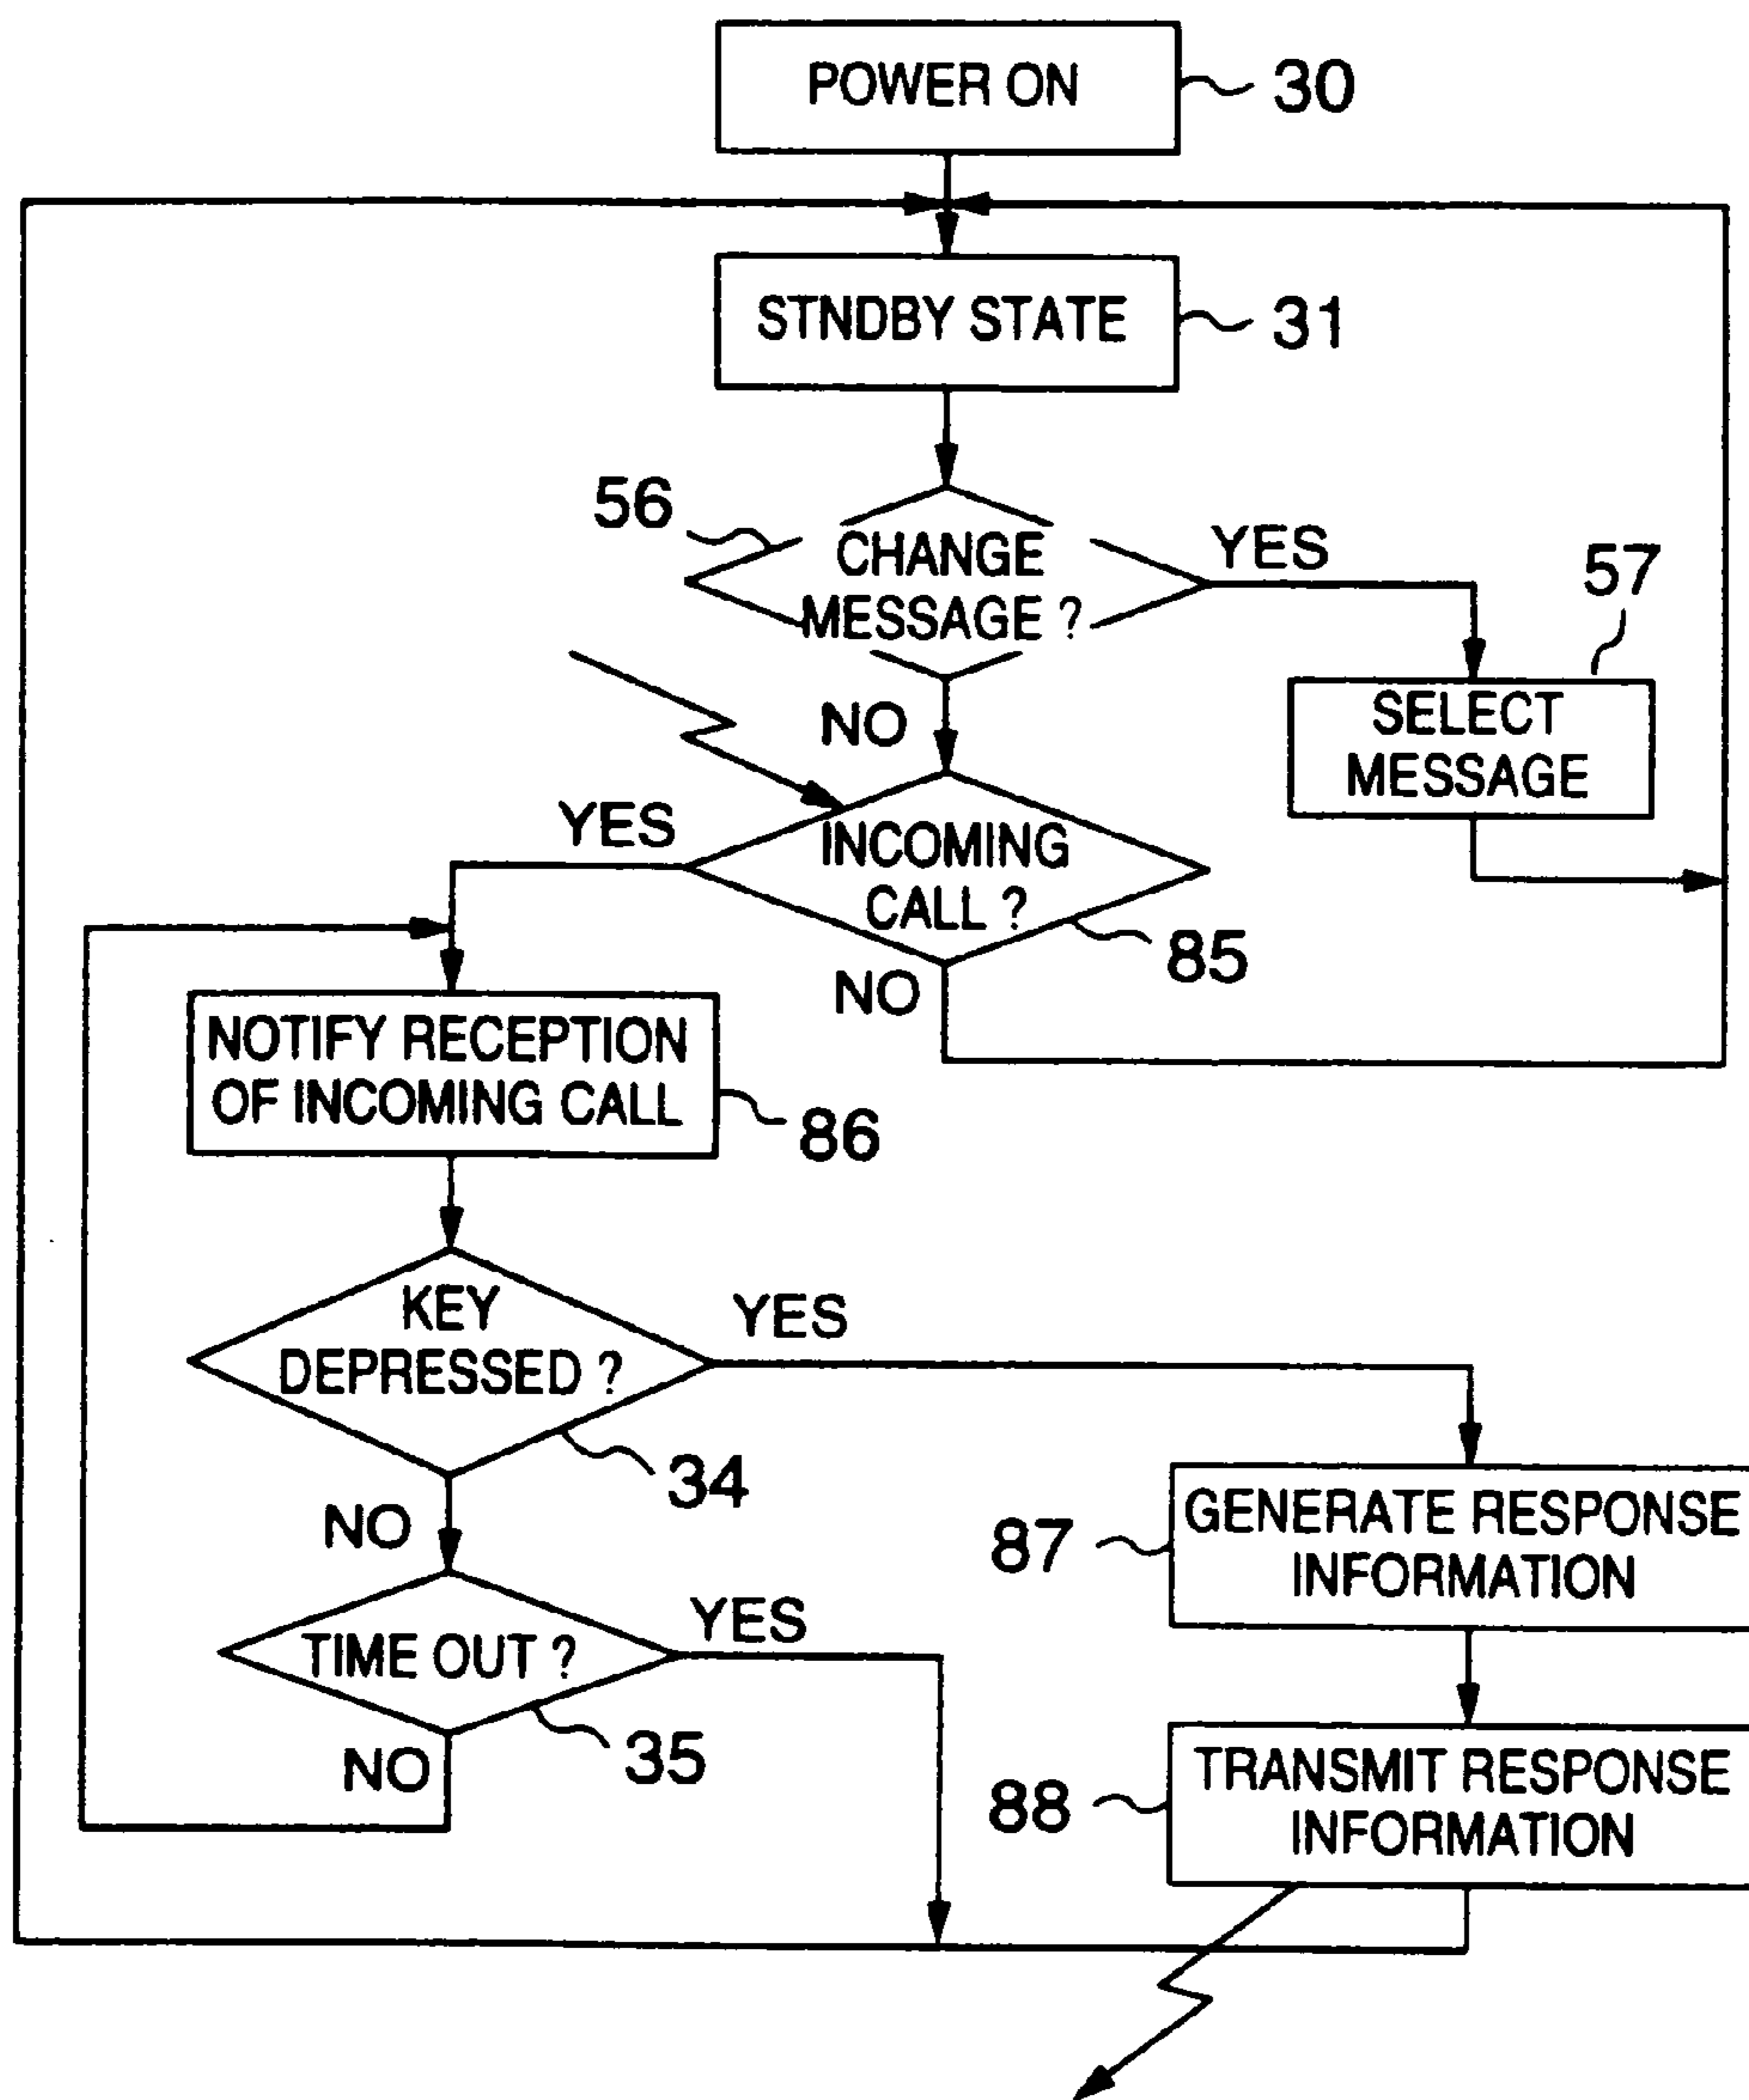 POWER ON
30
STNDBY STATE
31
56
CHANGE
MESSAGE ?
YES
57
SELECT
MESSAGE
NO
YES
INCOMING
CALL ?
85
NO
NOTIFY RECEPTION
OF INCOMING CALL
86
KEY
DEPRESSED ?
YES
34
NO
87
GENERATE RESPONSE
INFORMATION
TIME OUT ?
YES
35
NO
88
TRANSMIT RESPONSE
INFORMATION